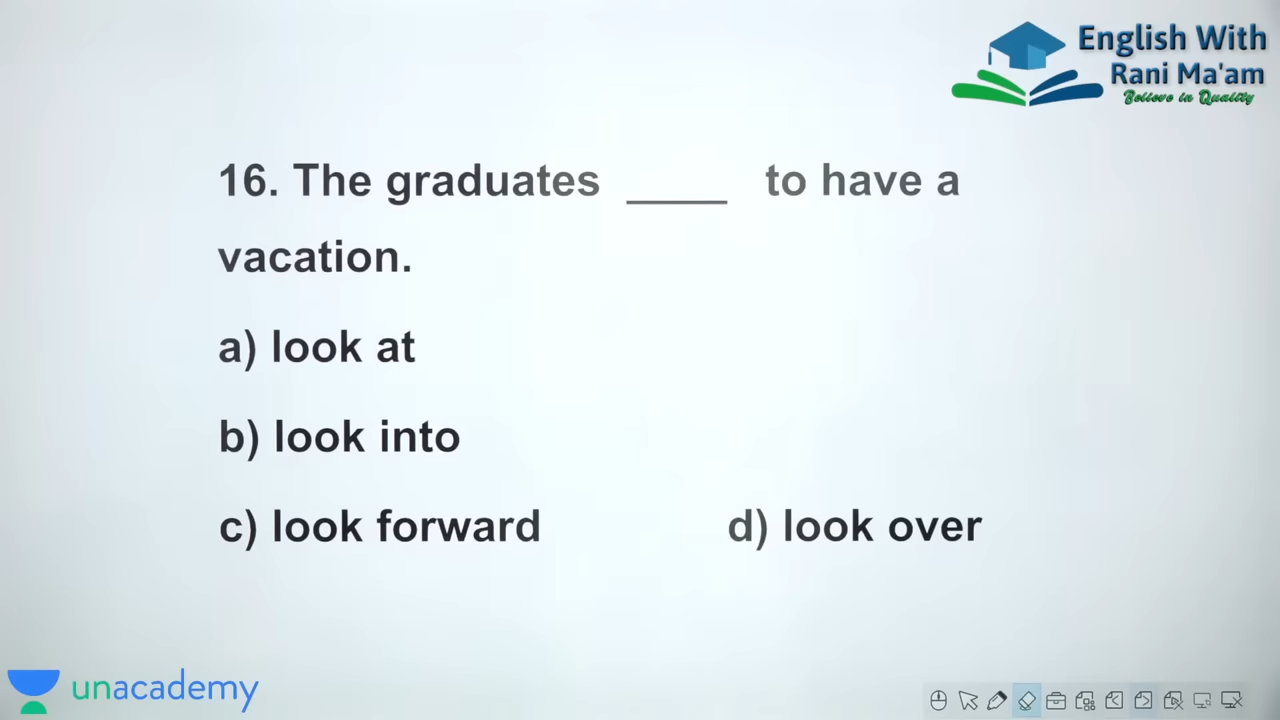 English With
Rani Ma'am
Believe in Quality
16. The graduates ____ to have a
vacation.
a) look at
b) look into
c) look forward d) look over
unacademy